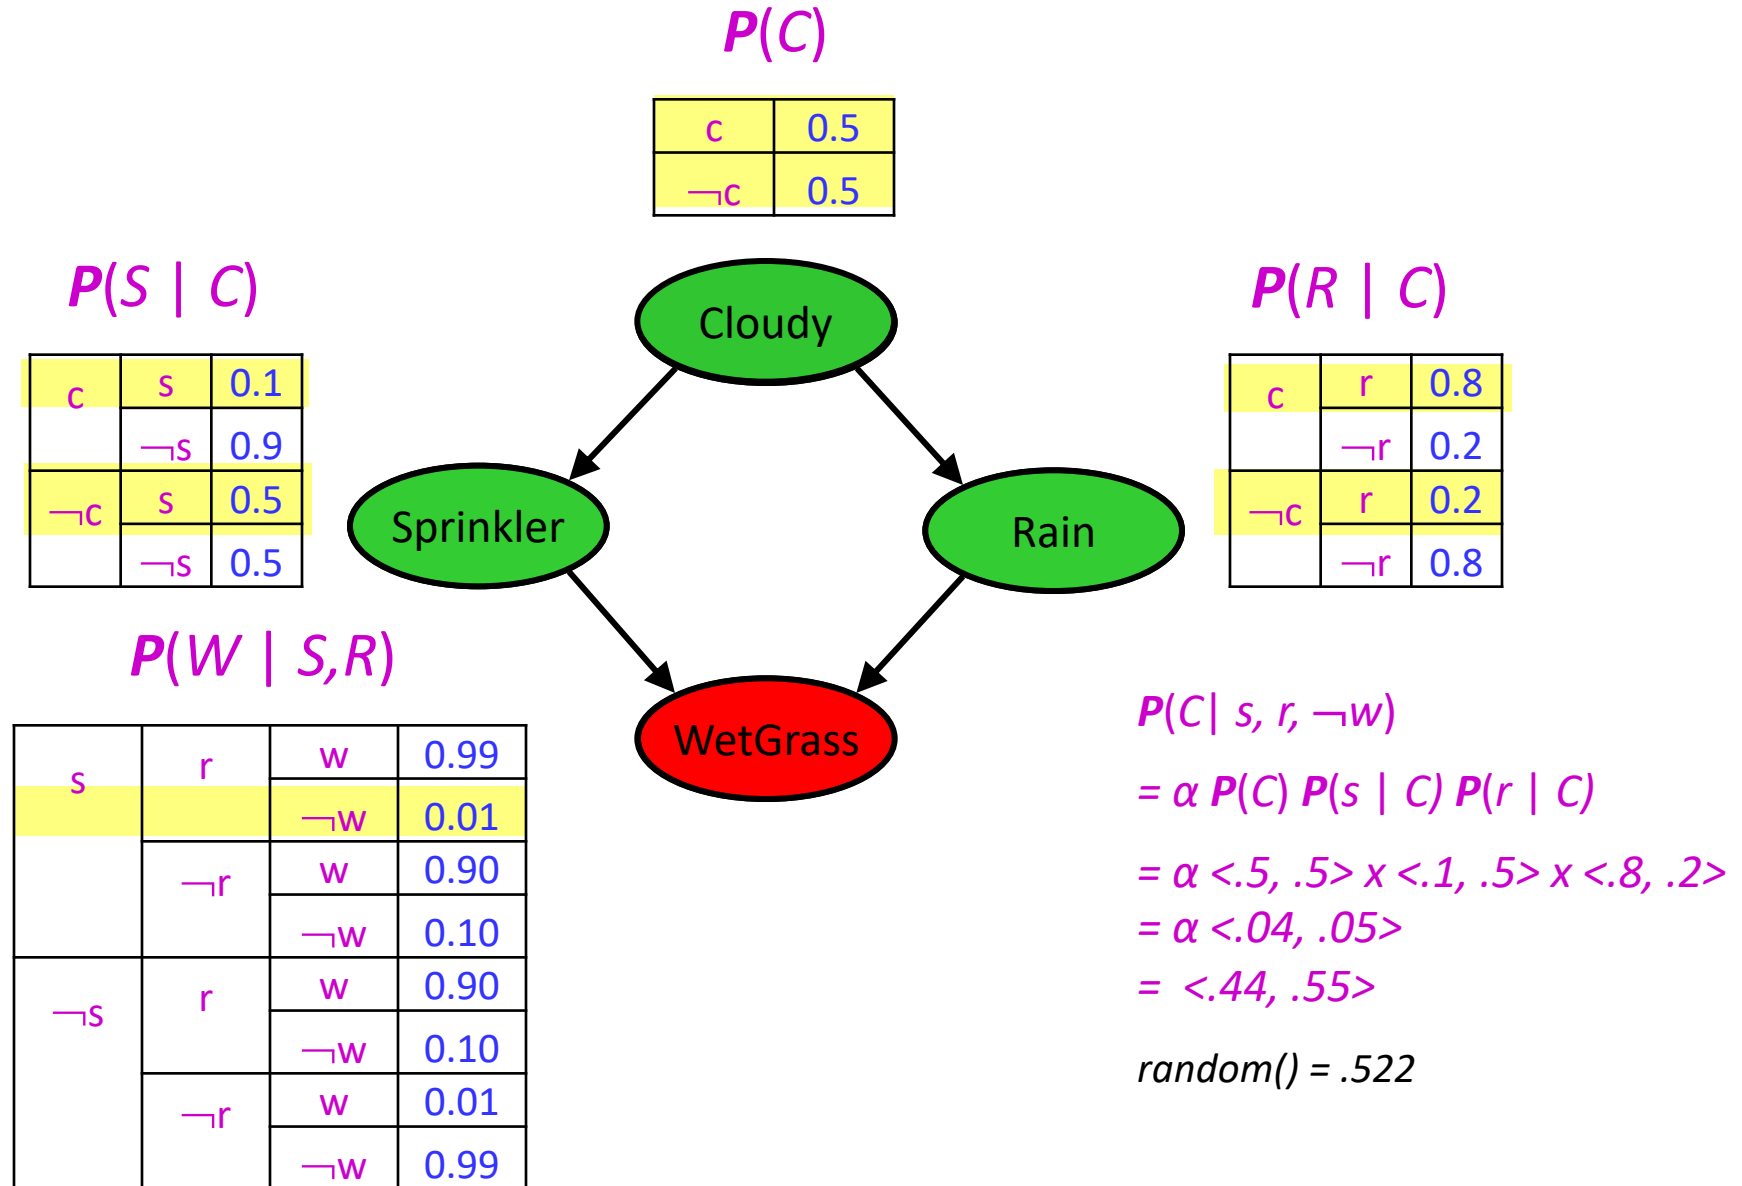 P(C)
c 0.5
¬c 0.5
P(S | C)
c s 0.1
¬s 0.9
¬c s 0.5
¬s 0.5
Cloudy
P(R | C)
c r 0.8
¬r 0.2
¬c r 0.2
¬r 0.8
Sprinkler
Rain
P(W | S,R)
s r w 0.99
¬w 0.01
¬r w 0.90
¬w 0.10
¬s r w 0.90
¬w 0.10
¬r w 0.01
¬w 0.99
WetGrass
P(C| s, r, ¬w)
= α P(C) P(s | C) P(r | C)
= α <.5, .5> x <.1, .5> x <.8, .2>
= α <.04, .05>
= <.44, .55>
random() = .522